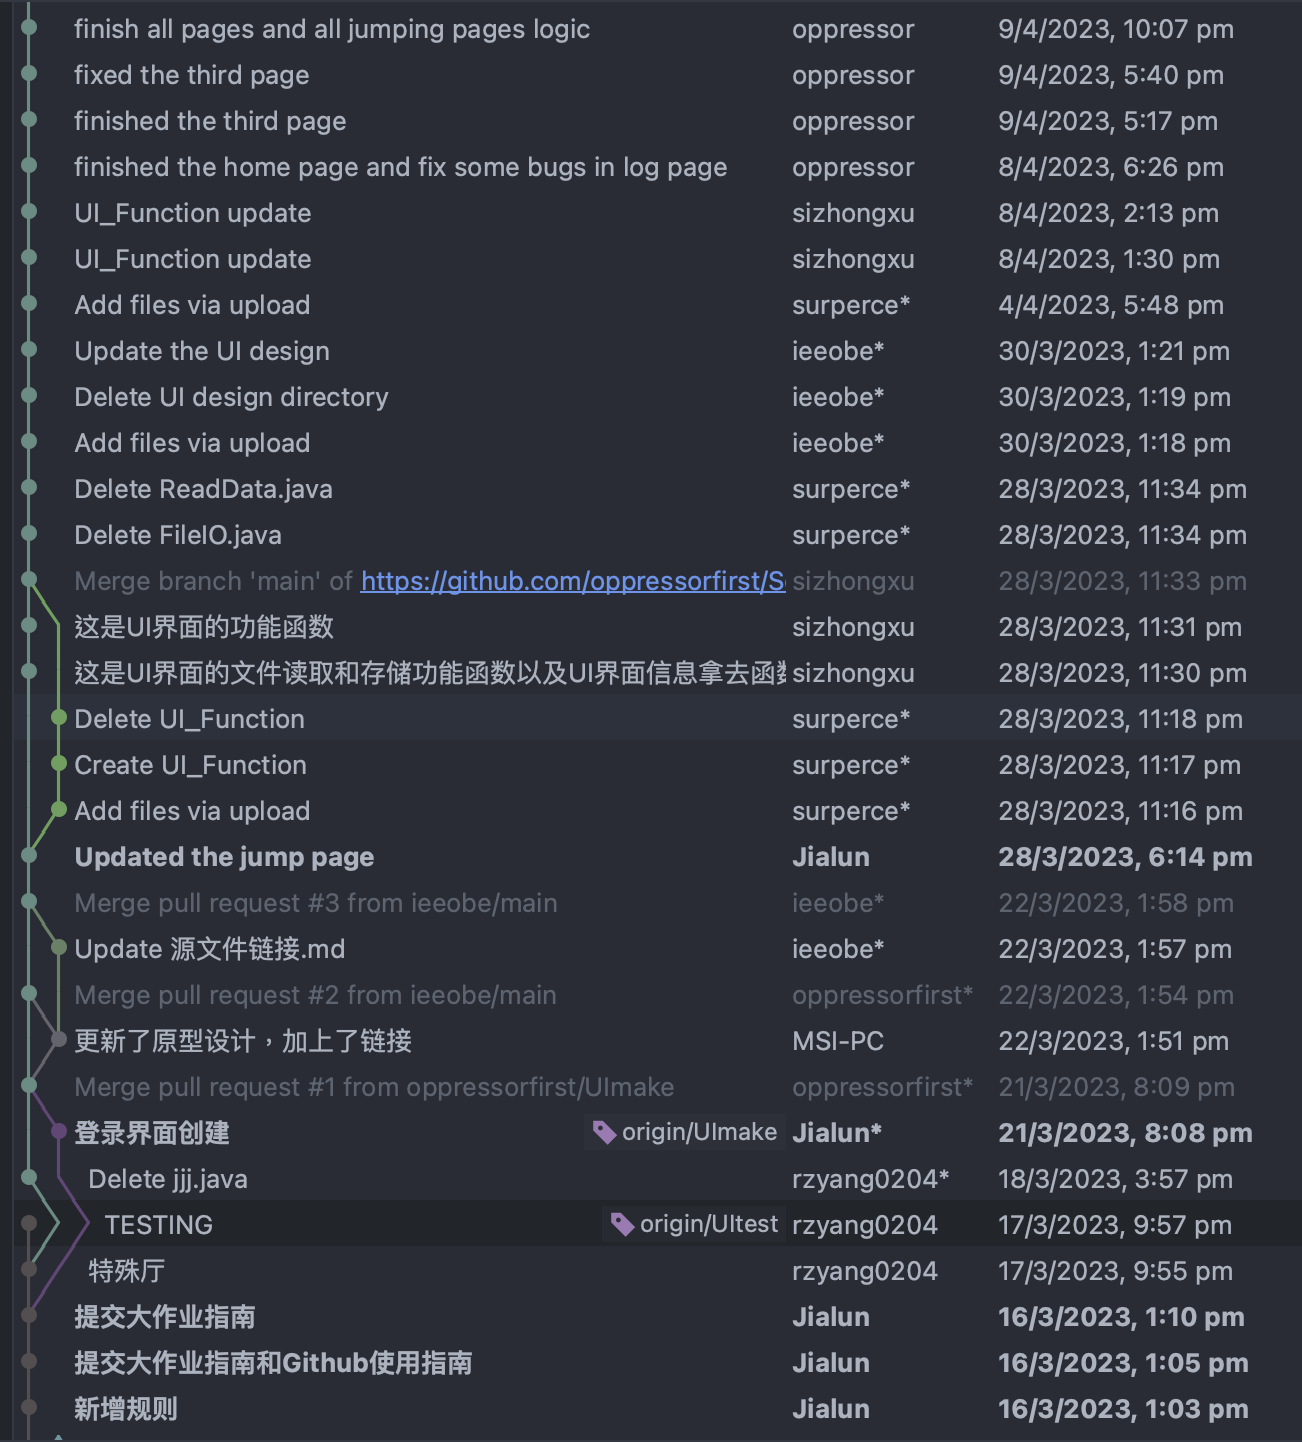 finish all pages and all jumping pages logic oppressor 9/4/2023, 10:07 pm
fixed the third page oppressor 9/4/2023, 5:40 pm
finished the third page oppressor 9/4/2023, 5:17 pm
finished the home page and fix some bugs in log page oppressor 8/4/2023, 6:26 pm
UI_Function update sizhongxu 8/4/2023, 2:13 pm
UI_Function update sizhongxu 8/4/2023, 1:30 pm
Add files via upload surperce* 4/4/2023, 5:48 pm
Update the UI design ieeobe* 30/3/2023, 1:21 pm
Delete UI design directory ieeobe* 30/3/2023, 1:19 pm
Add files via upload ieeobe* 30/3/2023, 1:18 pm
Delete ReadData.java surperce* 28/3/2023, 11:34 pm
Delete FileIO.java surperce* 28/3/2023, 11:34 pm
Merge branch 'main' of https://github.com/oppressorfirst/S sizhongxu 28/3/2023, 11:33 pm
这是UI界面的功能函数 sizhongxu 28/3/2023, 11:31 pm
这是UI界面的文件读取和存储功能函数以及UI界面信息拿去函数 sizhongxu 28/3/2023, 11:30 pm
Delete UI_Function surperce* 28/3/2023, 11:18 pm
Create UI_Function surperce* 28/3/2023, 11:17 pm
Add files via upload surperce* 28/3/2023, 11:16 pm
Updated the jump page Jialun 28/3/2023, 6:14 pm
Merge pull request #3 from ieeobe/main ieeobe* 22/3/2023, 1:58 pm
Update 源文件链接.md ieeobe* 22/3/2023, 1:57 pm
Merge pull request #2 from ieeobe/main oppressorfirst* 22/3/2023, 1:54 pm
更新了原型设计，加上了链接 MSI-PC 22/3/2023, 1:51 pm
Merge pull request #1 from oppressorfirst/UImake oppressorfirst* 21/3/2023, 8:09 pm
登录界面创建 origin/UImake Jialun* 21/3/2023, 8:08 pm
Delete jjj.java rzyang0204* 18/3/2023, 3:57 pm
TESTING origin/UItest rzyang0204 17/3/2023, 9:57 pm
特殊厅 rzyang0204 17/3/2023, 9:55 pm
提交大作业指南 Jialun 16/3/2023, 1:10 pm
提交大作业指南和Github使用指南 Jialun 16/3/2023, 1:05 pm
新增规则 Jialun 16/3/2023, 1:03 pm